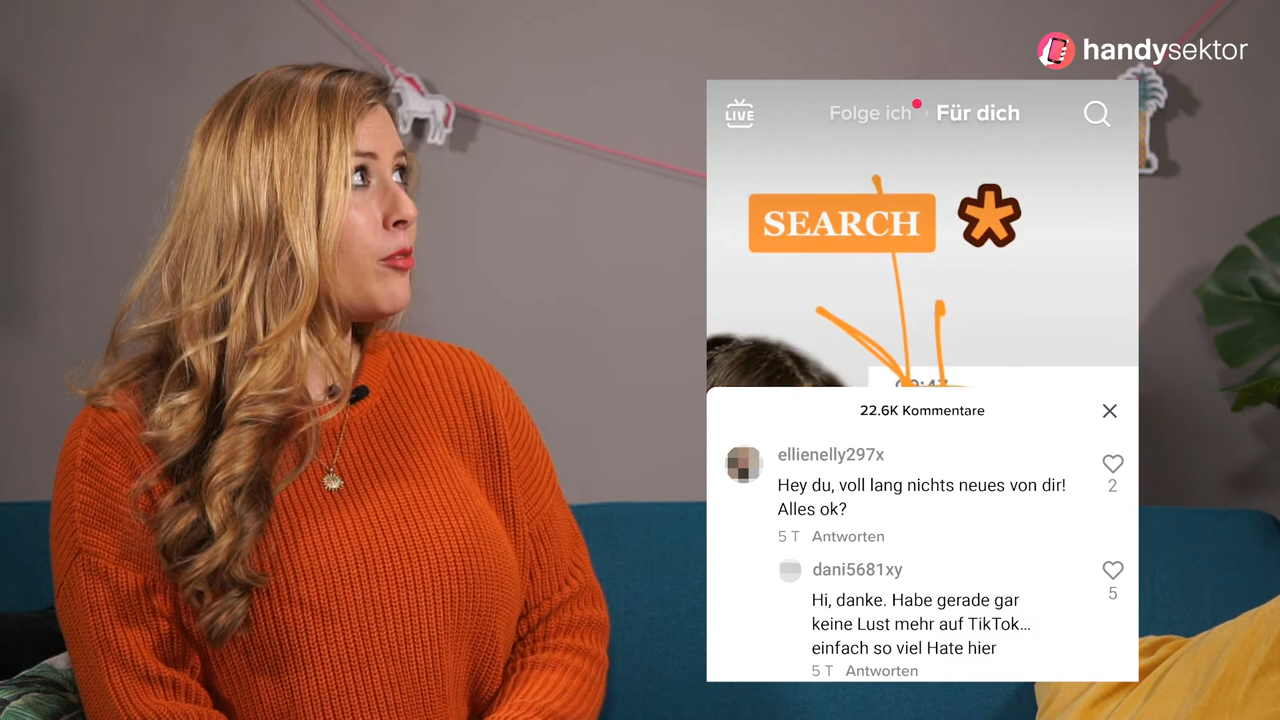 handysektor
LIVE
Folge ich Für dich
SEARCH
22.6K Kommentare
ellienelly297x
Hey du, voll lang nichts neues von dir!
Alles ok?
2
5 T Antworten
dani5681xy
Hi, danke. Habe gerade gar
keine Lust mehr auf TikTok...
einfach so viel Hate hier
5
5 T Antworten